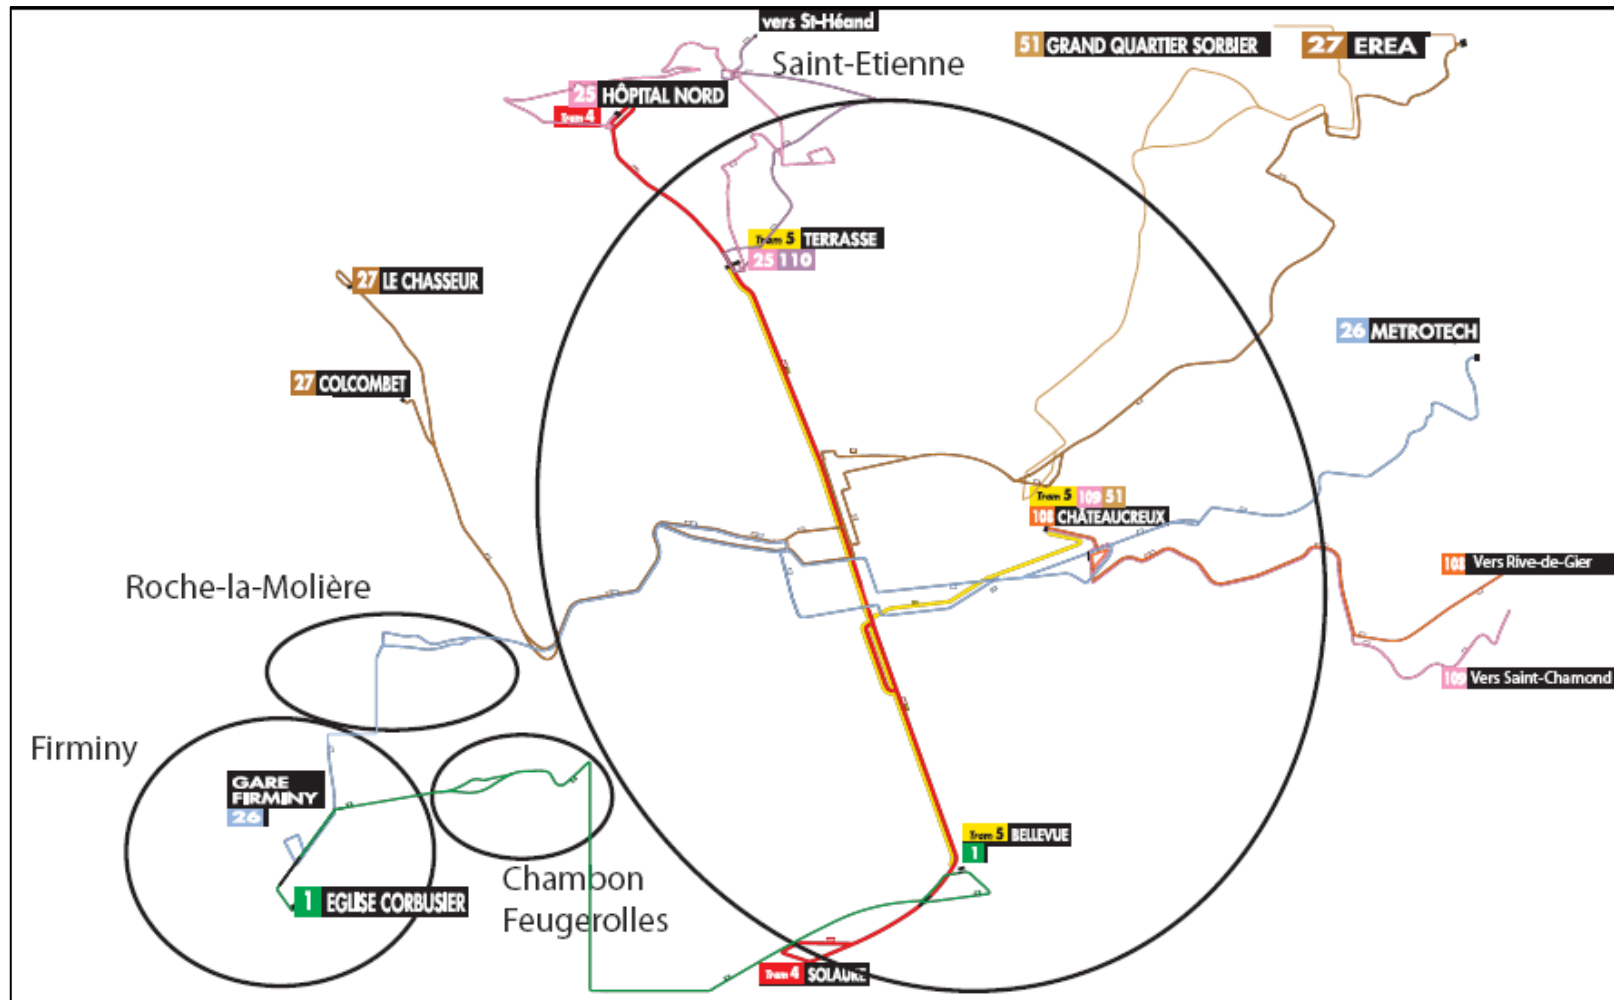 vers St-Héand
Saint-Etienne
51 GRAND QUARTIER SORBIER
27 EREA
25 HÔPITAL NORD
Tram 4
Tram 5 TERRASSE
25 110
27 LE CHASSEUR
26 METROTECH
27 COLCOMBET
Tram 5 109 51
108 CHÂTEAUCREUX
108 Vers Rive-de-Gier
Roche-la-Molière
109 Vers Saint-Chamond
Firminy
GARE
FIRMINY
26
Tram 5 BELLEVUE
1
Chambon
Feugerolles
1 EGLISE CORBUSIER
Tram 4 SOLAURE